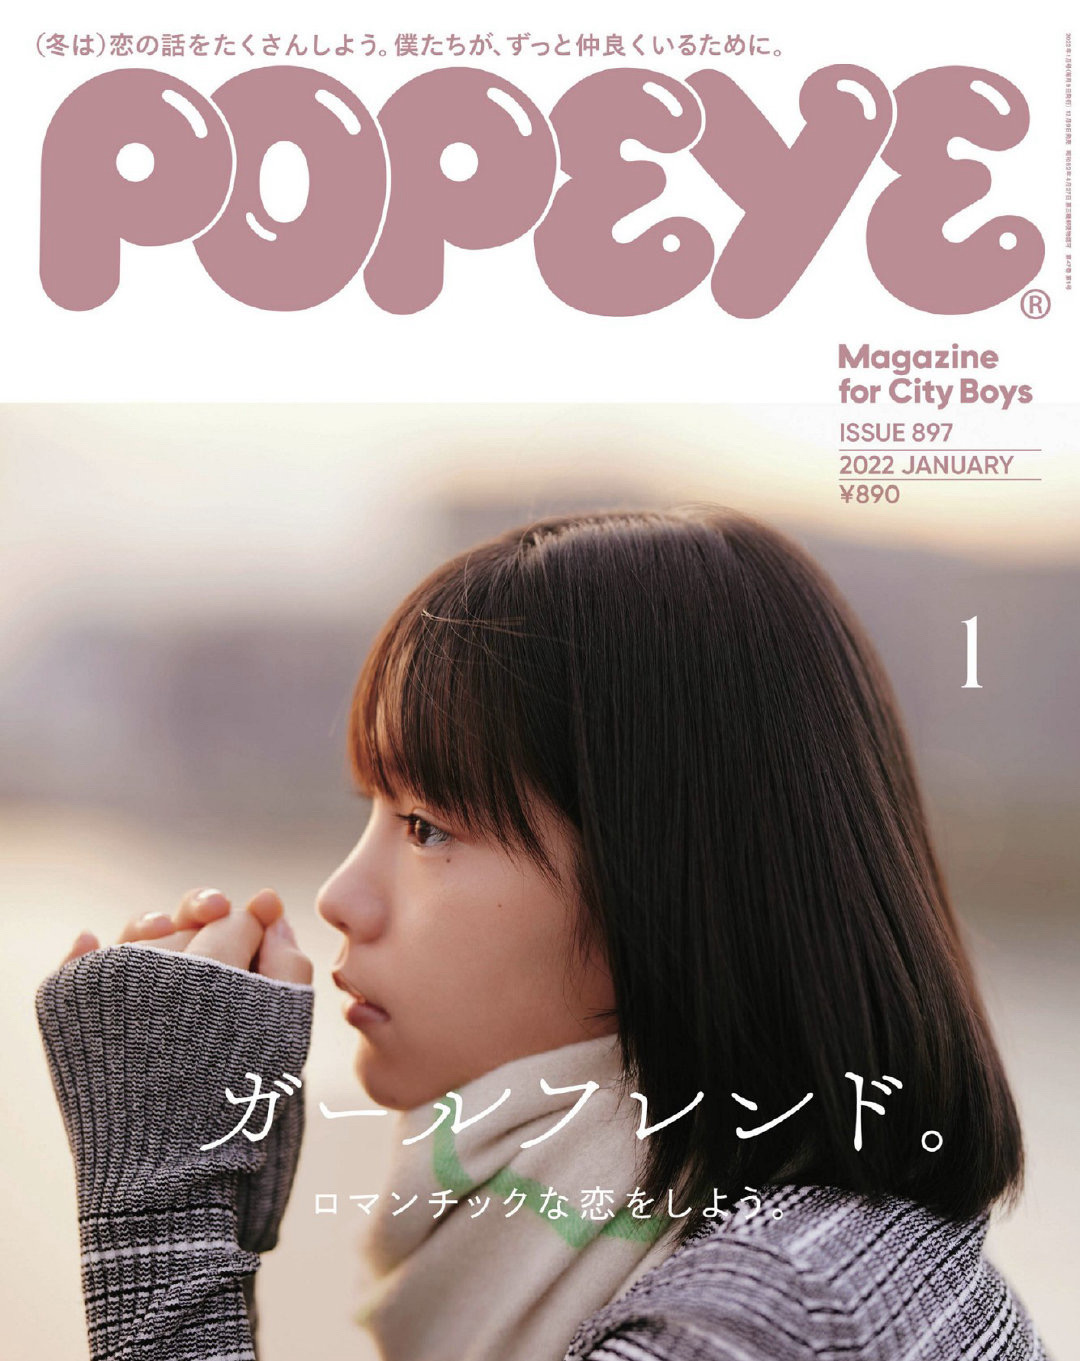 (冬は)恋の話をたくさんしよう。僕たちが、ずっと仲良くいるために。
POPEYE®
Magazine
for City Boys
ISSUE 897
2022 JANUARY
¥890
1
ガールフレンド。
ロマンチックな恋をしよう。